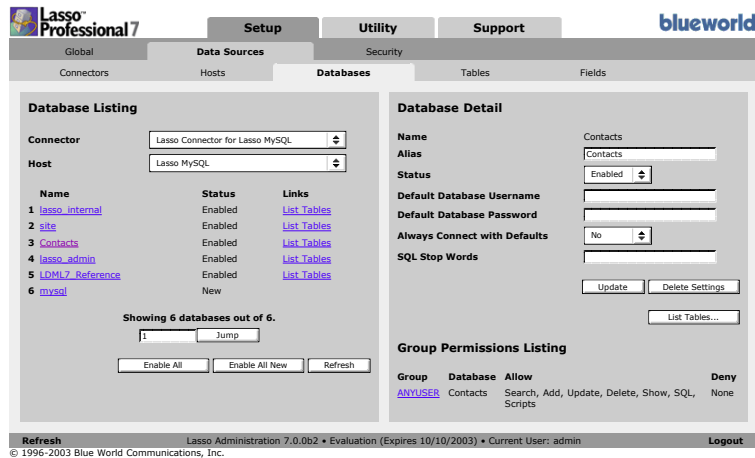 Lasso™
Professional 7
Setup Utility Support
blueworld
Global Data Sources Security
Connectors Hosts Databases Tables Fields
Database Listing
Connector Lasso Connector for Lasso MySQL
Host Lasso MySQL
Name Status Links
1 lasso_internal Enabled List Tables
2 site Enabled List Tables
3 Contacts Enabled List Tables
4 lasso_admin Enabled List Tables
5 LDML7_Reference Enabled List Tables
6 mysql New
Showing 6 databases out of 6.
1 Jump
Enable All Enable All New Refresh
Database Detail
Name Contacts
Alias Contacts
Status Enabled
Default Database Username
Default Database Password
Always Connect with Defaults No
SQL Stop Words
Update Delete Settings
List Tables...
Group Permissions Listing
Group Database Allow Deny
ANYUSER Contacts Search, Add, Update, Delete, Show, SQL, None
Scripts
Refresh Lasso Administration 7.0.0b2 • Evaluation (Expires 10/10/2003) • Current User: admin Logout
© 1996-2003 Blue World Communications, Inc.